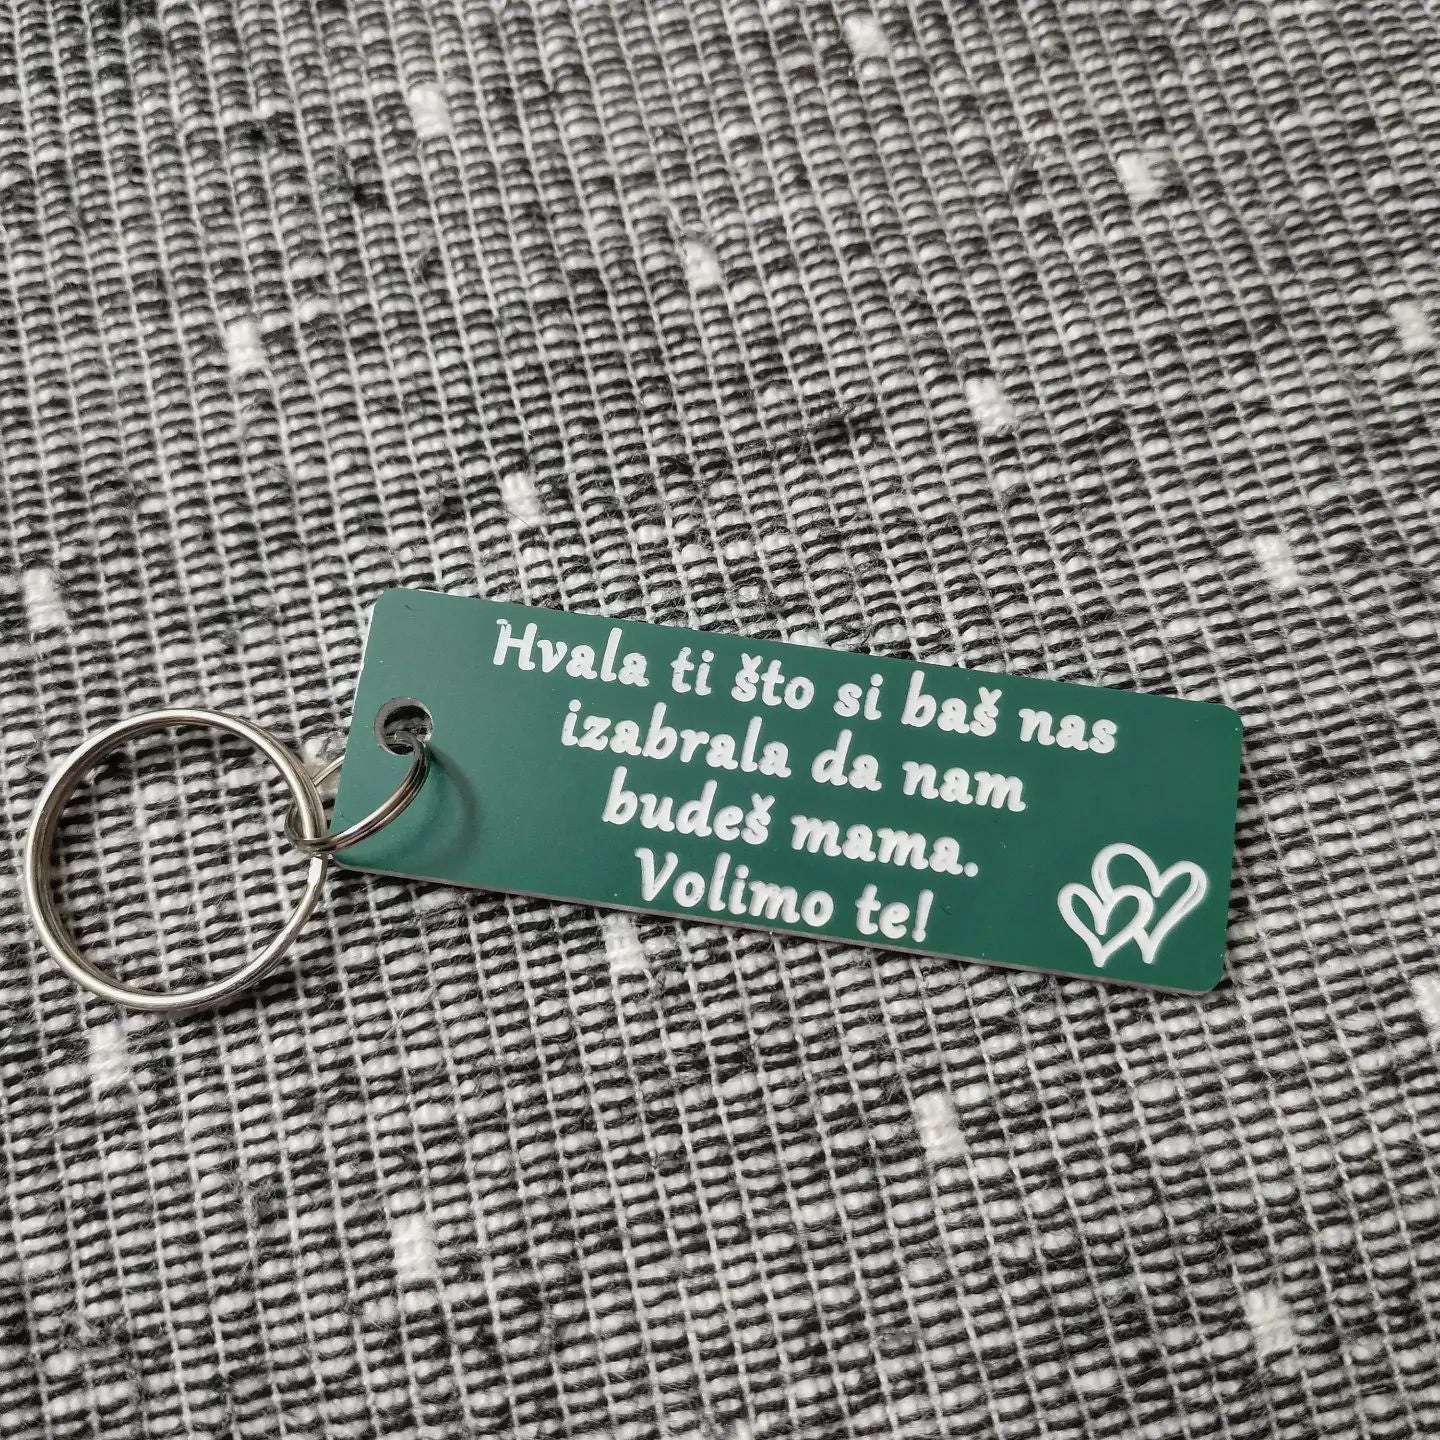 Hvala ti što si baš nas
izabrala da nam
budeš mama.
Volimo te!